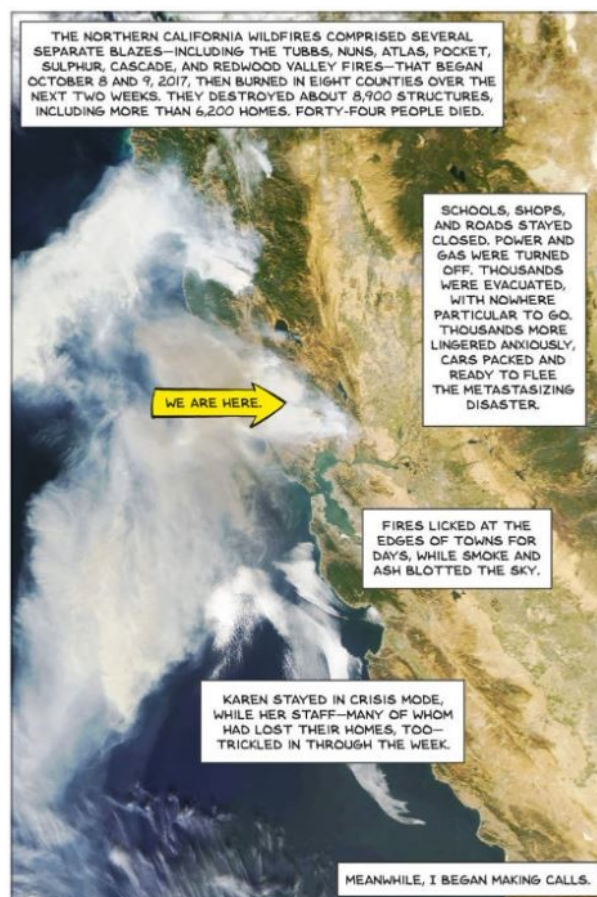 THE NORTHERN CALIFORNIA WILDFIRES COMPRISED SEVERAL
SEPARATE BLAZES—INCLUDING THE TUBBS, NUNS, ATLAS, POCKET,
SULPHUR, CASCADE, AND REDWOOD VALLEY FIRES—THAT BEGAN
OCTOBER 8 AND 9, 2017, THEN BURNED IN EIGHT COUNTIES OVER THE
NEXT TWO WEEKS. THEY DESTROYED ABOUT 8,900 STRUCTURES,
INCLUDING MORE THAN 6,200 HOMES. FORTY-FOUR PEOPLE DIED.
SCHOOLS, SHOPS,
AND ROADS STAYED
CLOSED. POWER AND
GAS WERE TURNED
OFF. THOUSANDS
WERE EVACUATED,
WITH NOWHERE
PARTICULAR TO GO.
THOUSANDS MORE
LINGERED ANXIOUSLY,
CARS PACKED AND
READY TO FLEE
THE METASTASIZING
DISASTER.
WE ARE HERE.
FIRES LICKED AT THE
EDGES OF TOWNS FOR
DAYS, WHILE SMOKE AND
ASH BLOTTED THE SKY.
KAREN STAYED IN CRISIS MODE,
WHILE HER STAFF—MANY OF WHOM
HAD LOST THEIR HOMES, TOO—
TRICKLED IN THROUGH THE WEEK.
MEANWHILE, I BEGAN MAKING CALLS.